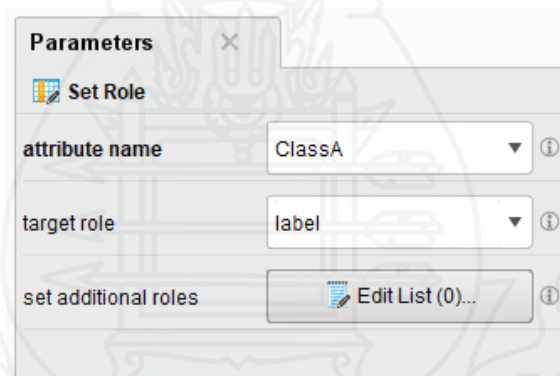 Parameters
Set Role
attribute name ClassA
target role label
set additional roles Edit List (0)...